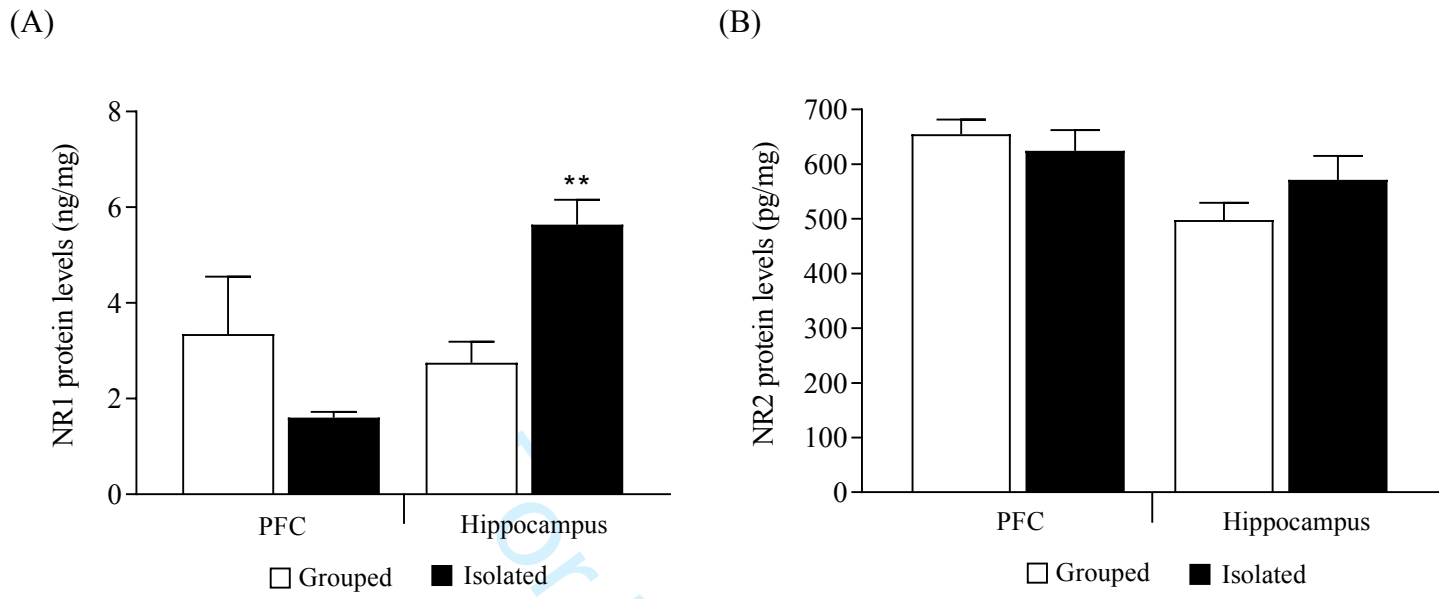 (A)
(B)
NR1 protein levels (ng/mg)
8
6
4
2
0
**
PFC
Hippocampus
Grouped
Isolated
NR2 protein levels (pg/mg)
700
600
500
400
300
200
100
0
PFC
Hippocampus
Grouped
Isolated